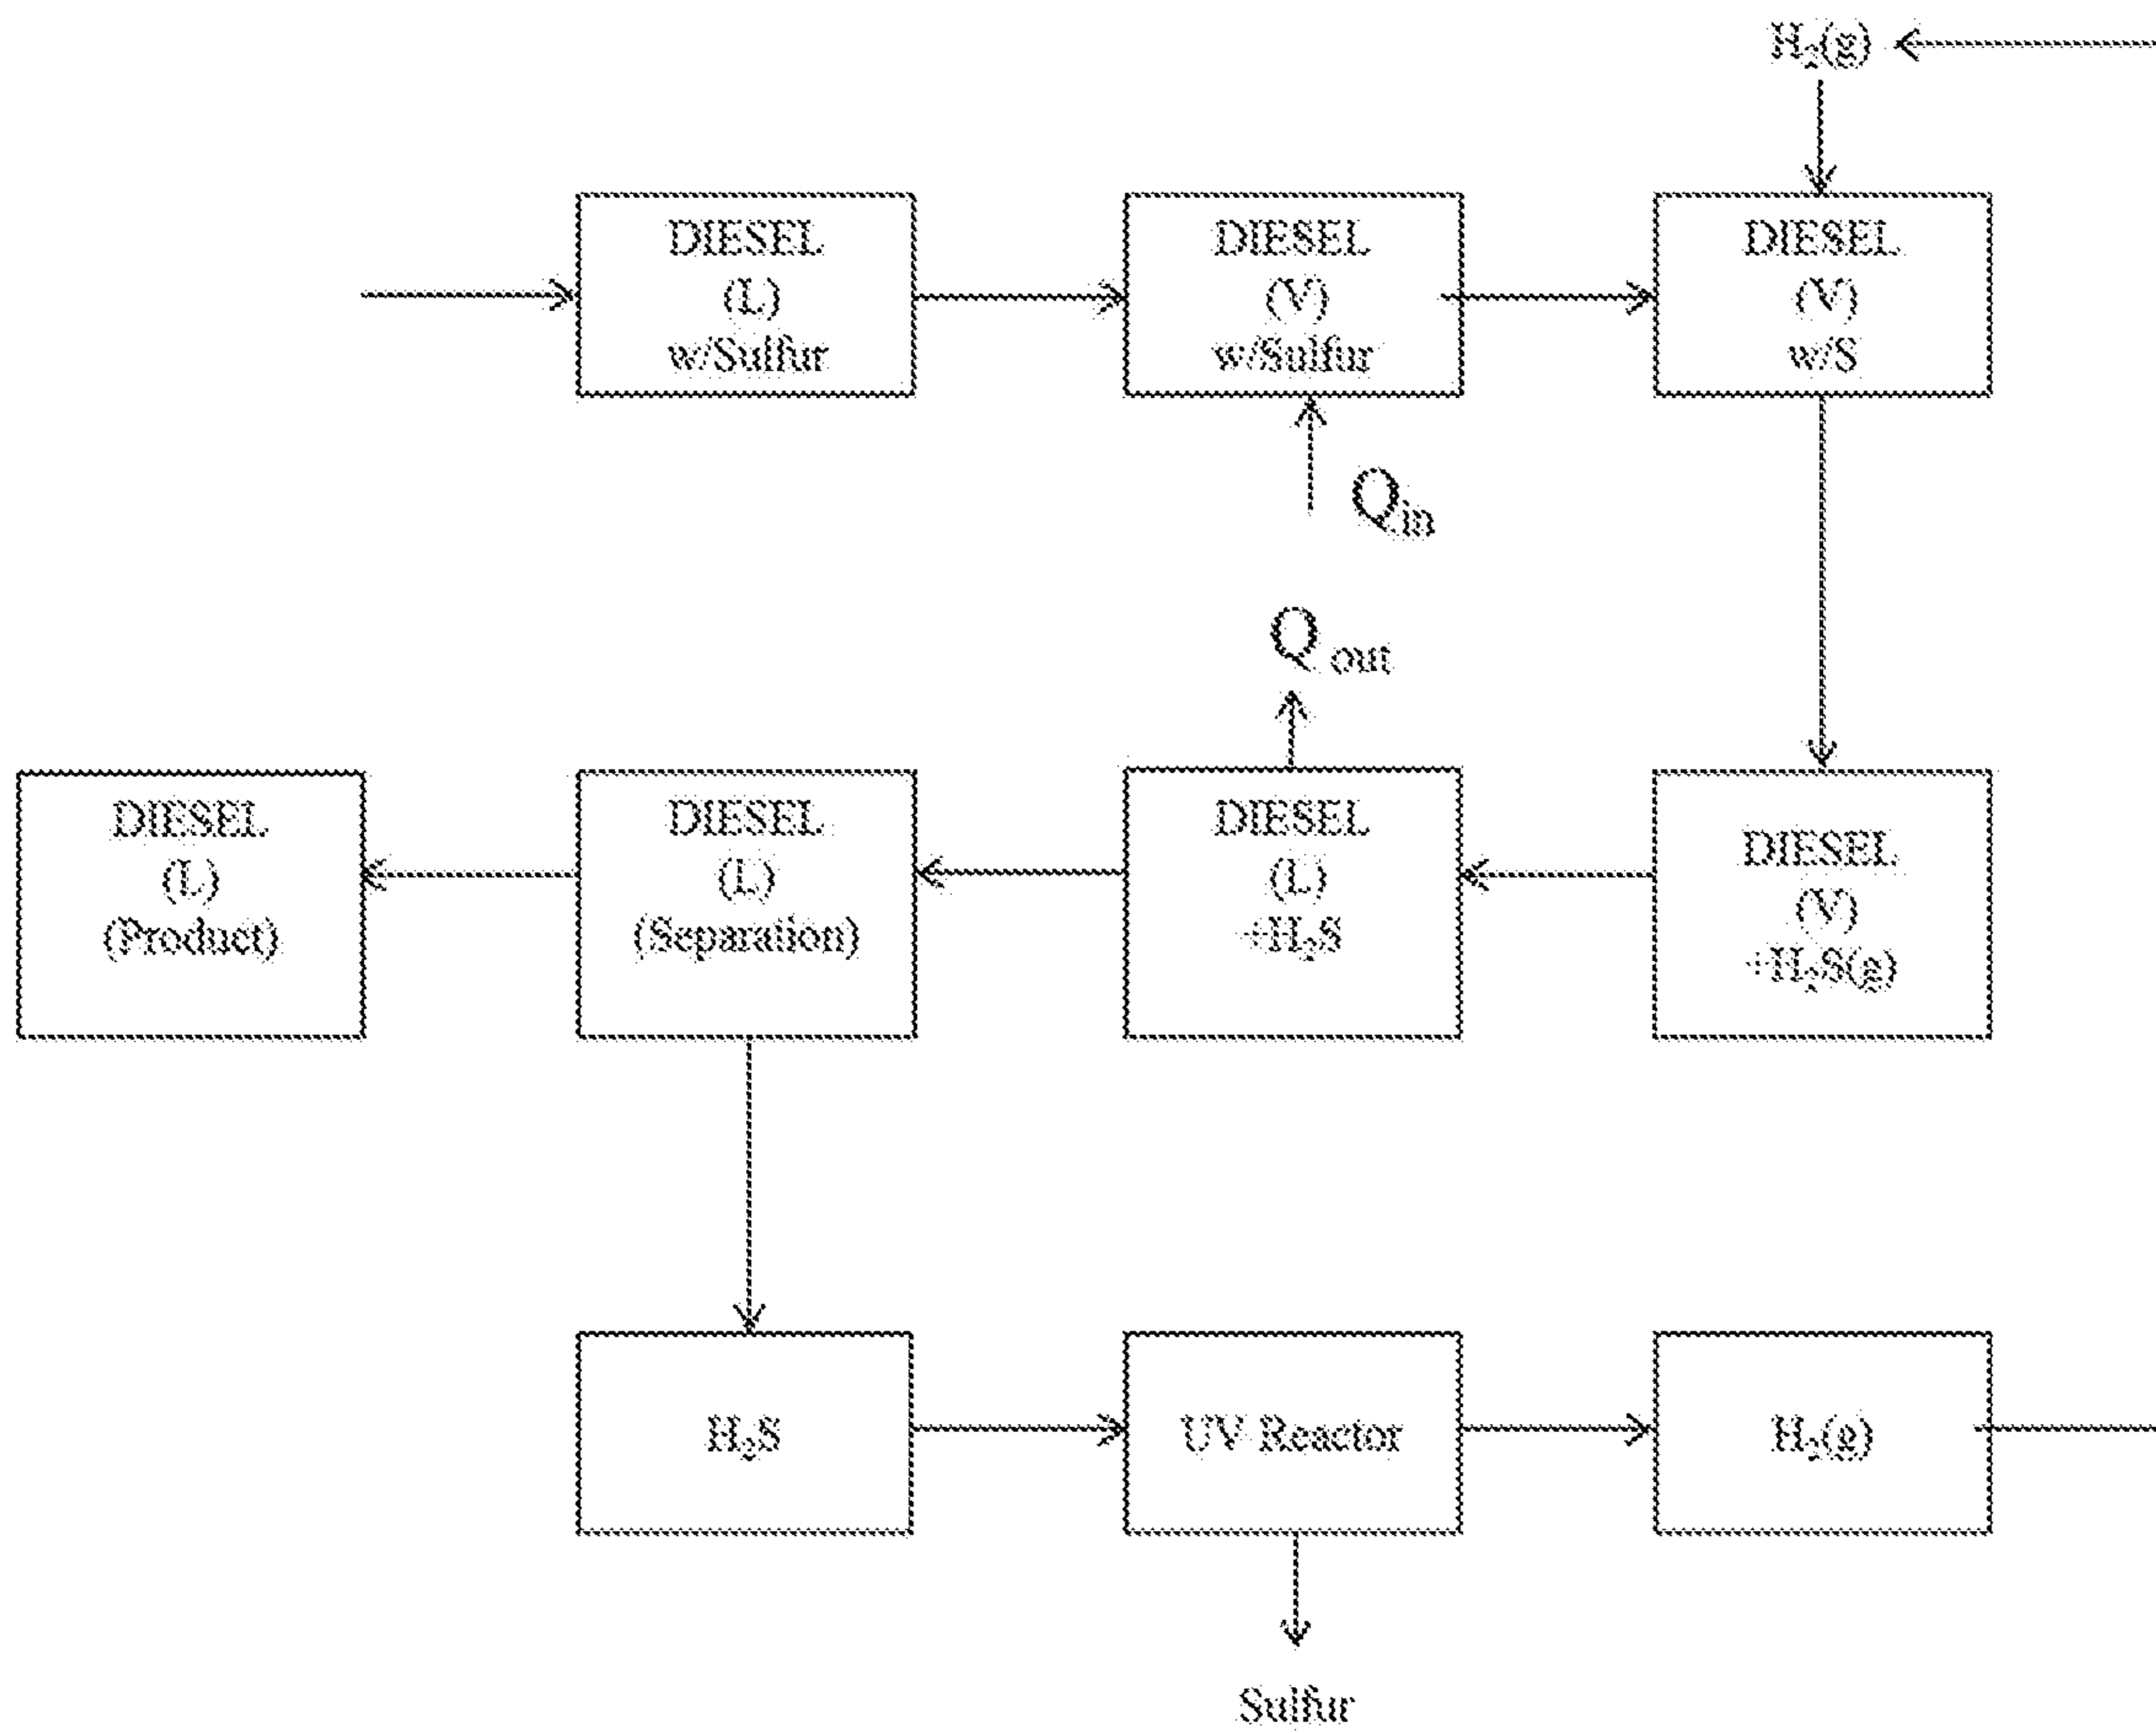 H₂(g)
DIESEL
(L)
w/Sulfur
DIESEL
(V)
w/Sulfur
DIESEL
(V)
w/S
Qin
Q out
DIESEL
(L)
(Product)
DIESEL
(L)
(Separation)
DIESEL
(L)
+H₂S
DIESEL
(V)
+H₂S(g)
H₂S
UV Reactor
H₂(g)
Sulfur